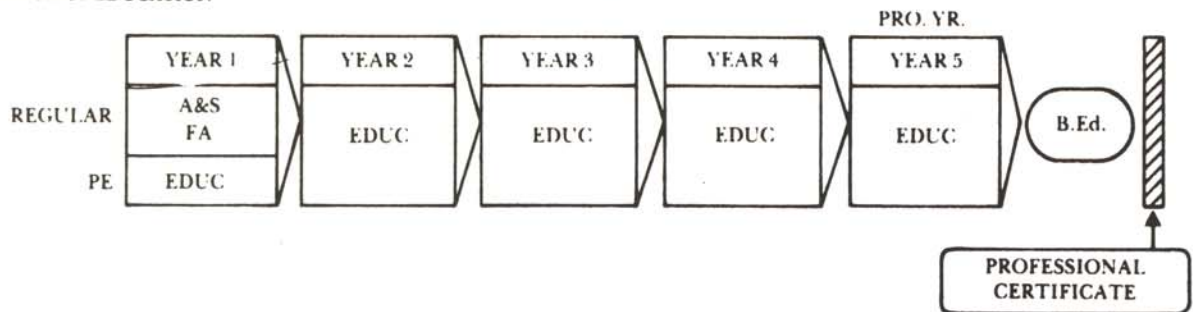 PRO. YR.
YEAR 1 YEAR 2 YEAR 3 YEAR 4 YEAR 5
REGULAR A&S
FA
EDUC EDUC EDUC EDUC B.Ed.
PE EDUC
PROFESSIONAL
CERTIFICATE